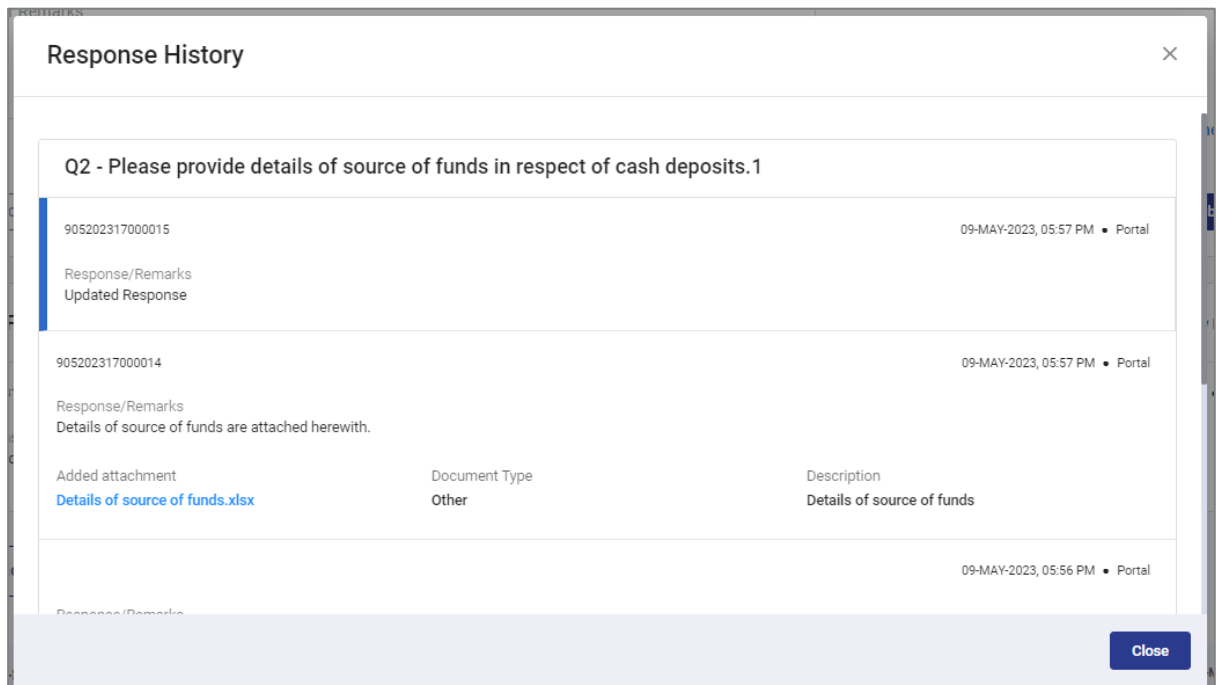 Remarks
Response History
Q2 - Please provide details of source of funds in respect of cash deposits.1
905202317000015
09-MAY-2023, 05:57 PM • Portal
Response/Remarks
Updated Response
905202317000014
09-MAY-2023, 05:57 PM • Portal
Response/Remarks
Details of source of funds are attached herewith.
Added attachment Document Type Description
Details of source of funds.xlsx Other Details of source of funds
09-MAY-2023, 05:56 PM • Portal
Response/Remarks
Close